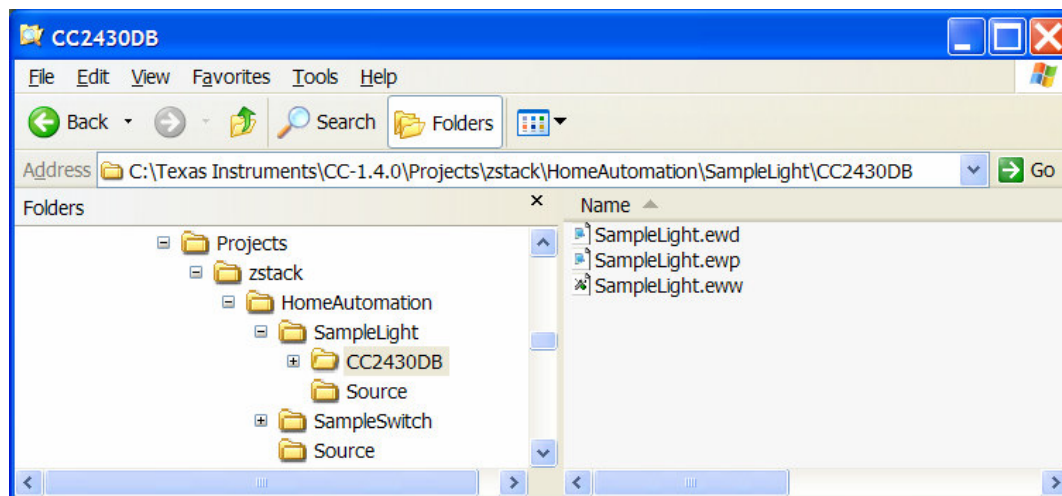 CC2430DB
File Edit View Favorites Tools Help
Back Search Folders
Address C:\Texas Instruments\CC-1.4.0\Projects\zstack\HomeAutomation\SampleLight\CC2430DB Go
Folders
Projects
zstack
HomeAutomation
SampleLight
CC2430DB
Source
SampleSwitch
Source
Name
SampleLight.ewd
SampleLight.ewp
SampleLight.eww